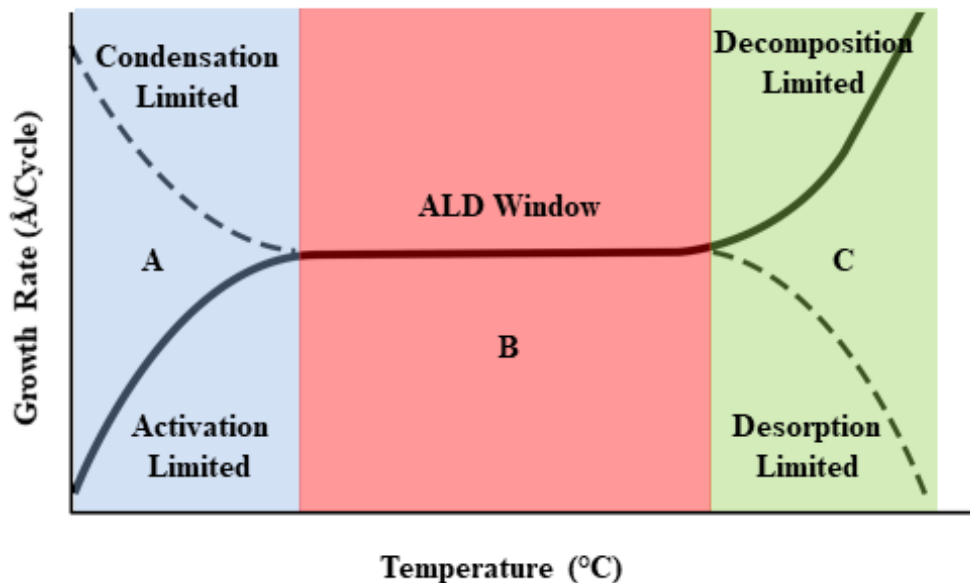 Condensation
Limited
Decomposition
Limited
ALD Window
A
C
B
Activation
Limited
Desorption
Limited
Growth Rate (Å/Cycle)
Temperature (°C)